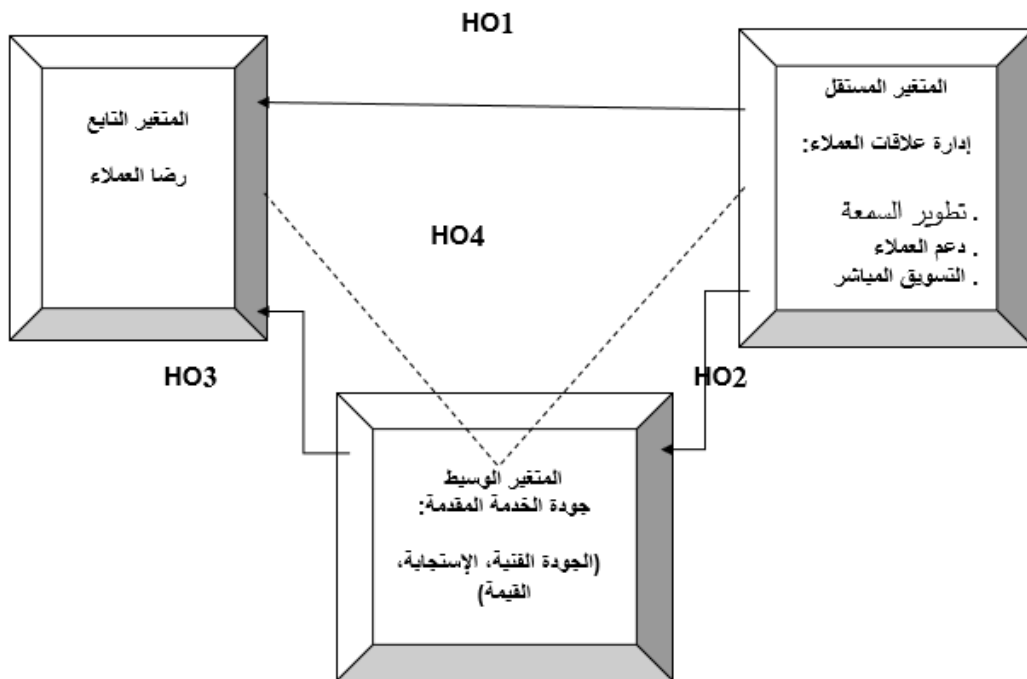 HO1
المتغير المستقل
إدارة علاقات العملاء:
. تطوير السمعة
. دعم العملاء
. التسويق المباشر
المتغير التابع
رضا العملاء
HO4
HO2
HO3
المتغير الوسيط
جودة الخدمة المقدمة:
(الجودة الفنية، الإستجابة،
القيمة)